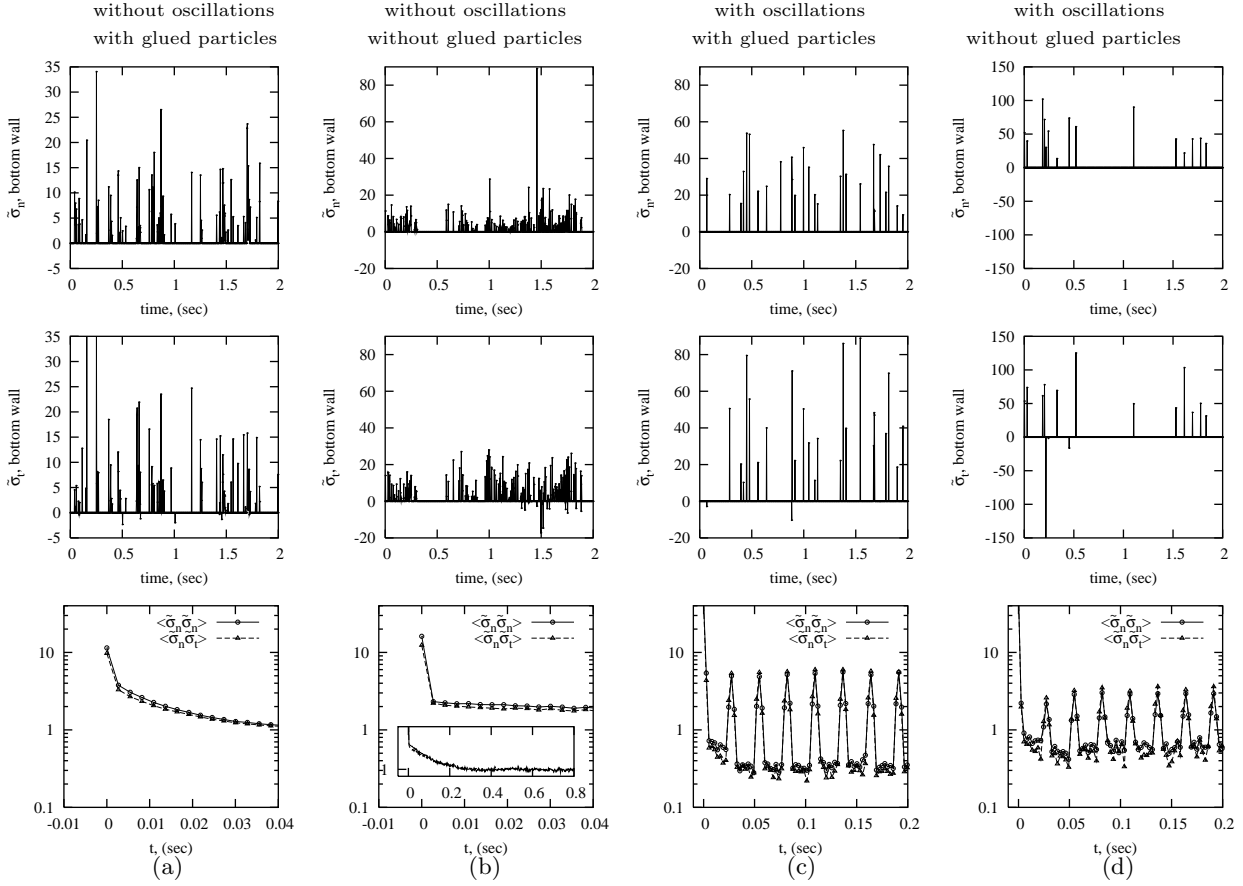 without oscillations without oscillations with oscillations with oscillations
with glued particles without glued particles with glued particles without glued particles
σ̃n, bottom wall
35
30
25
20
15
10
5
0
-5
0 0.5 1 1.5 2
time, (sec)
σ̃n, bottom wall
80
60
40
20
0
-20
0 0.5 1 1.5 2
time, (sec)
σ̃n, bottom wall
80
60
40
20
0
-20
0 0.5 1 1.5 2
time, (sec)
σ̃n, bottom wall
150
100
50
0
-50
-100
-150
0 0.5 1 1.5 2
time, (sec)
σ̃t, bottom wall
35
30
25
20
15
10
5
0
-5
0 0.5 1 1.5 2
time, (sec)
σ̃t, bottom wall
80
60
40
20
0
-20
0 0.5 1 1.5 2
time, (sec)
σ̃t, bottom wall
80
60
40
20
0
-20
0 0.5 1 1.5 2
time, (sec)
σ̃t, bottom wall
150
100
50
0
-50
-100
-150
0 0.5 1 1.5 2
time, (sec)
<σ̃nσ̃n>
<σ̃nσ̃t>
10
1
0.1
-0.01 0 0.01 0.02 0.03 0.04
t, (sec)
(a)
<σ̃nσ̃n>
<σ̃nσ̃t>
10
1
0.1
1
0 0.2 0.4 0.6 0.8
-0.01 0 0.01 0.02 0.03 0.04
t, (sec)
(b)
<σ̃nσ̃n>
<σ̃nσ̃t>
10
1
0.1
0 0.05 0.1 0.15 0.2
t, (sec)
(c)
<σ̃nσ̃n>
<σ̃nσ̃t>
10
1
0.1
0 0.05 0.1 0.15 0.2
t, (sec)
(d)